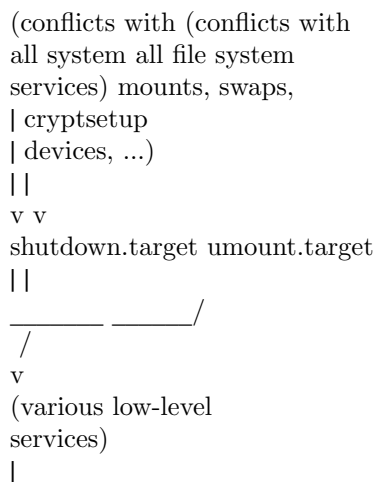 (conflicts with (conflicts with
all system all file system
services) mounts, swaps,
| cryptsetup
| devices, ...)
| |
v v
shutdown.target umount.target
| |
_______ ______/
/
v
(various low-level
services)
|